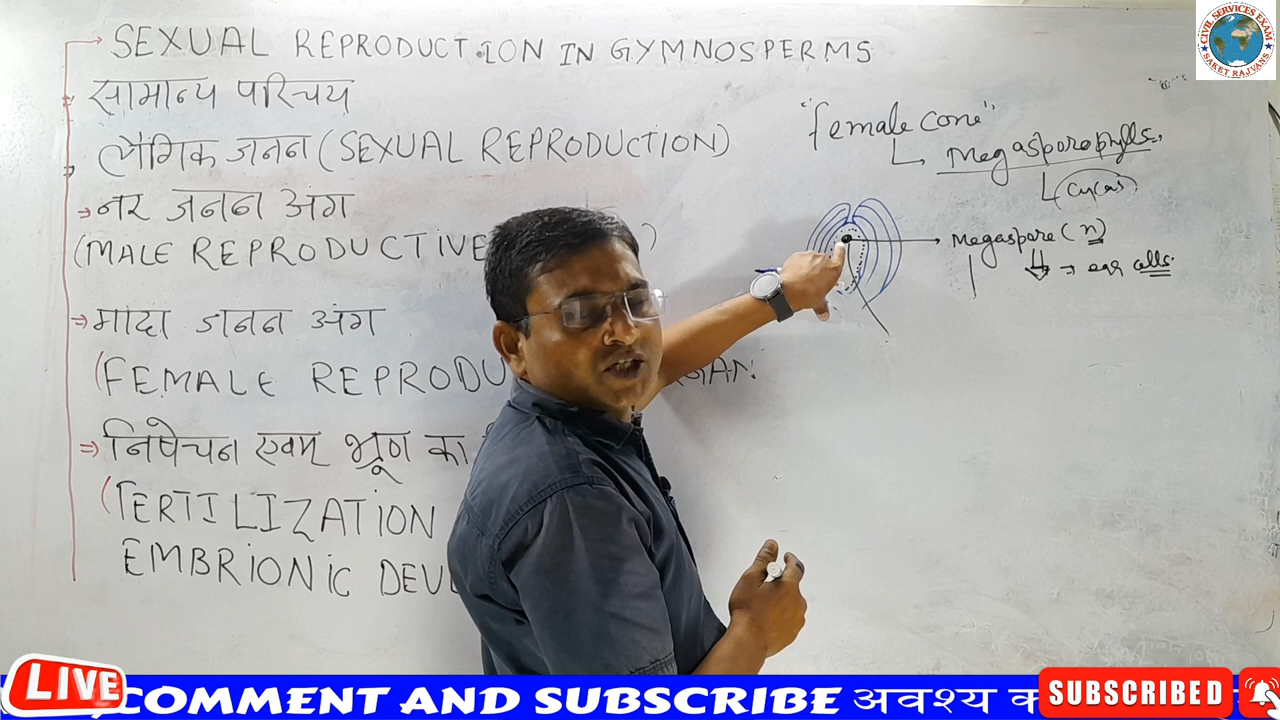 SEXUAL REPRODUCTION IN GYMNOSPERMS
सामान्य परिचय
लैंगिक जनन (SEXUAL REPRODUCTION)
⇒ नर जनन अंग
(MALE REPRODUCTIVE )
⇒ मादा जनन अंग
(FEMALE REPRODU GAN
⇒ निषेचन एवम् भ्रूण का
(FERTILIZATION
EMBRIONIC DEV
"female cone"
Megasporophylls.
(Cycas)
Megaspore (n)
→ egg cells.
CIVIL SERVICES EXAM
SAKET RAJVANS
LIVE
COMMENT AND SUBSCRIBE अवश्य क
SUBSCRIBED